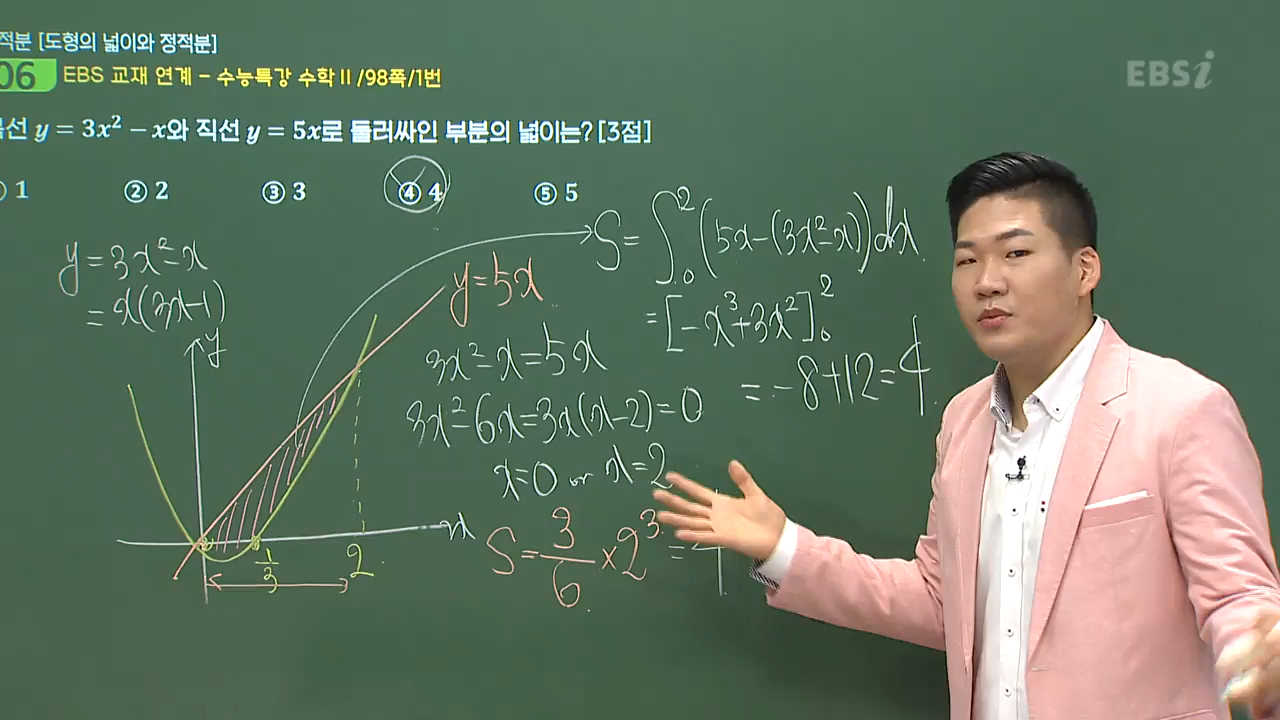 적분 [도형의 넓이와 정적분]
EBSi
06 EBS 교재 연계 - 수능특강 수학 II /98쪽/1번
선 y = 3x² − x와 직선 y = 5x로 둘러싸인 부분의 넓이는? [3점]
1 ② 2 ③ 3 ④ 4 ⑤ 5
y=3x²-x
=x(3x-1)
y
y=5x
S=∫₀²(5x-(3x²-x))dx
=[-x³+3x²]₀²
=-8+12=4
3x²-x=5x
3x²-6x=3x(x-2)=0
x=0 or x=2
S=3/6×2³=4
x
1/3
2